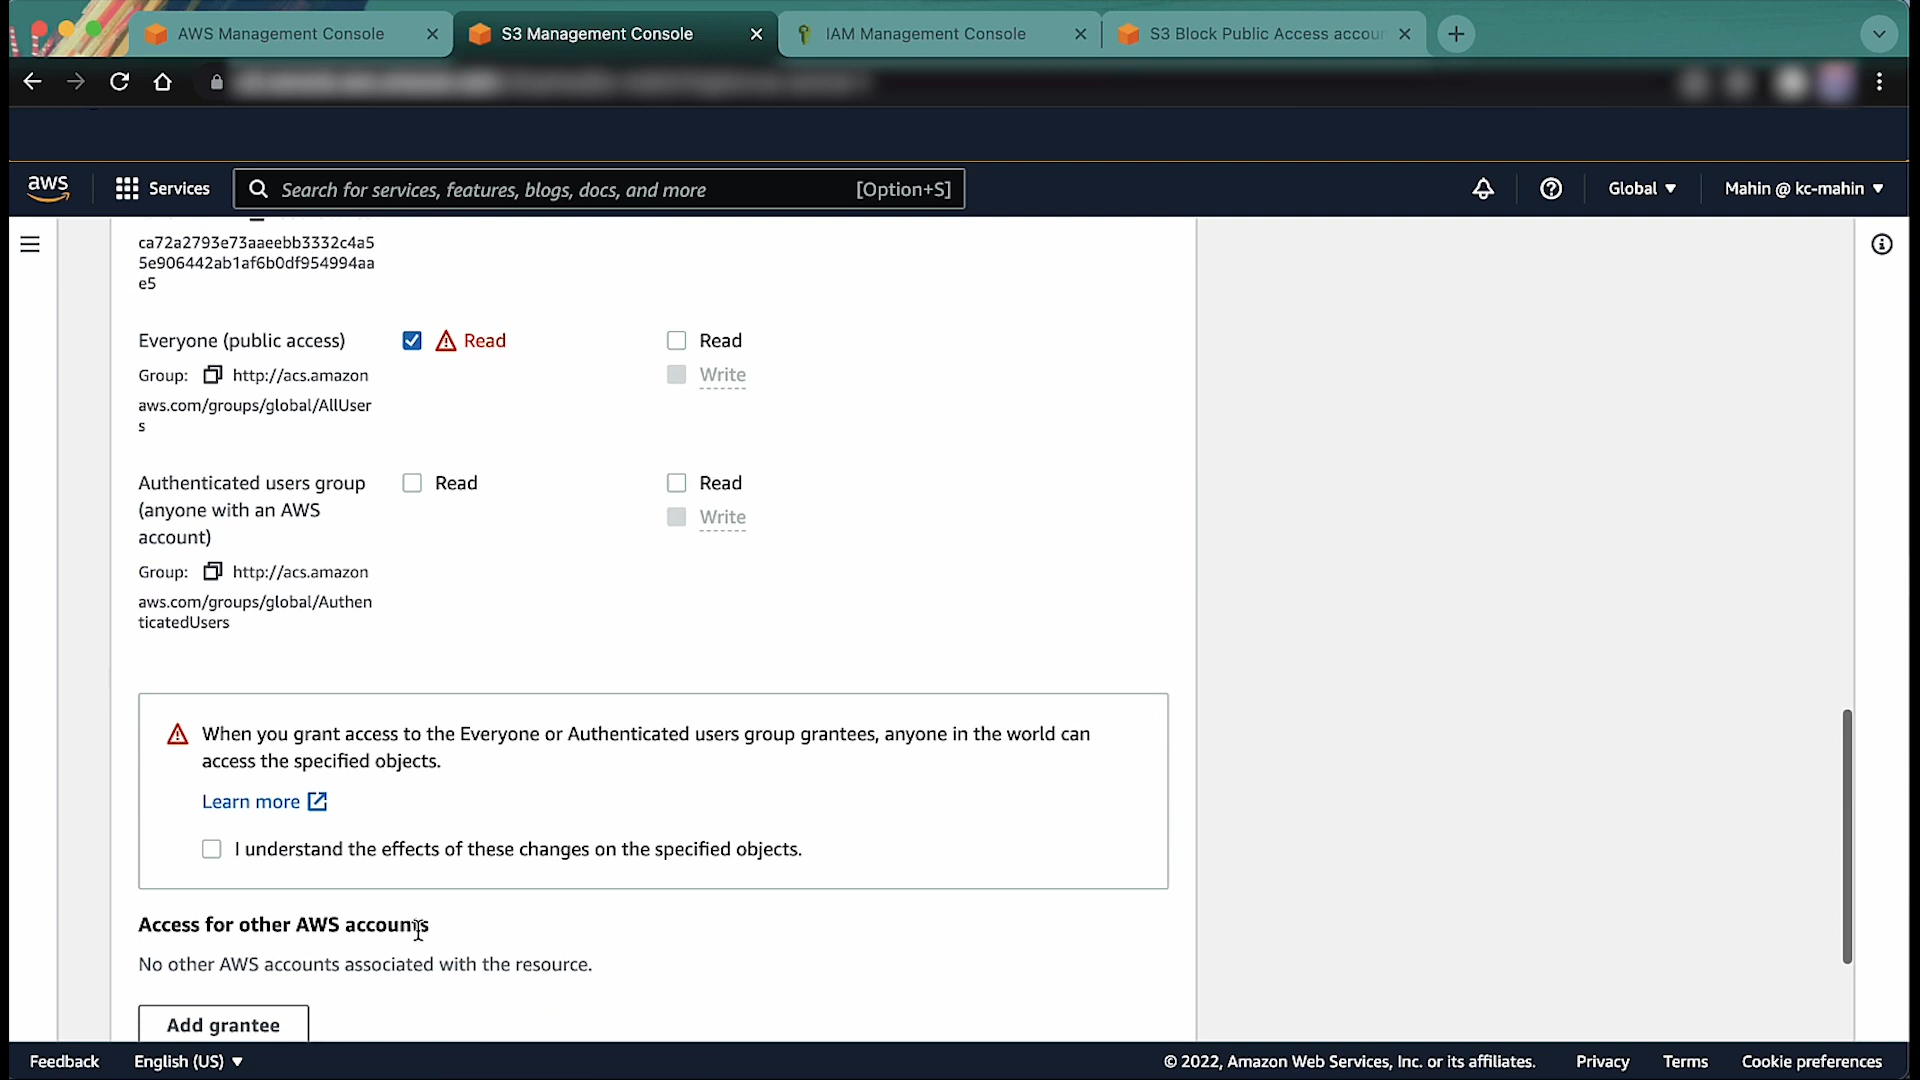 AWS Management Console
S3 Management Console
IAM Management Console
S3 Block Public Access accoun
aws
Services
Search for services, features, blogs, docs, and more
[Option+S]
Global
Mahin @ kc-mahin
ca72a2793e73aaeebb3332c4a5
5e906442ab1af6b0df954994aa
e5
Everyone (public access)
Read
Read
Group: http://acs.amazon
Write
aws.com/groups/global/AllUser
s
Authenticated users group
Read
Read
(anyone with an AWS
Write
account)
Group: http://acs.amazon
aws.com/groups/global/Authen
ticatedUsers
When you grant access to the Everyone or Authenticated users group grantees, anyone in the world can
access the specified objects.
Learn more
I understand the effects of these changes on the specified objects.
Access for other AWS accounts
No other AWS accounts associated with the resource.
Add grantee
Feedback
English (US)
© 2022, Amazon Web Services, Inc. or its affiliates.
Privacy
Terms
Cookie preferences